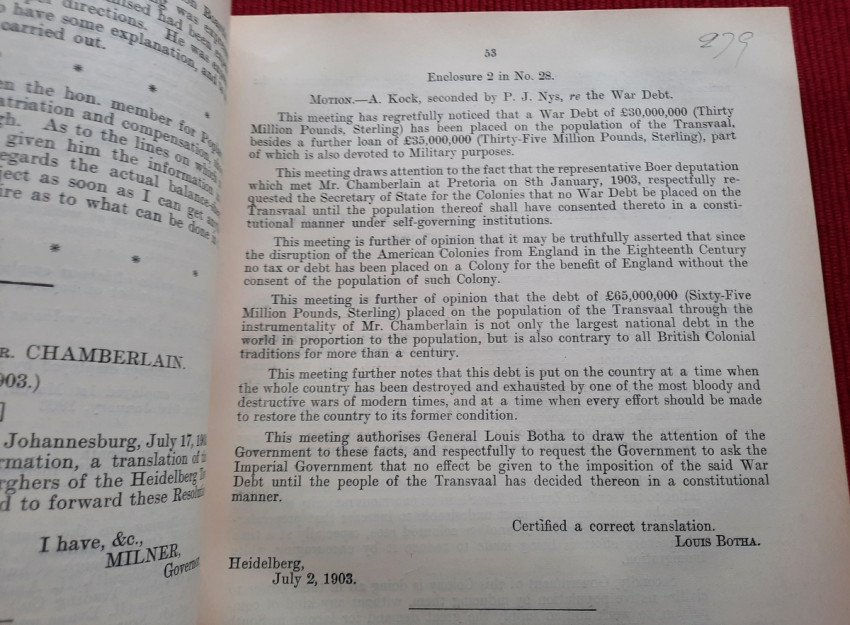 was
directions. He was
have some explanation, and
carried out.
* *
*
en the hon. member for
atriation and compensation,
gh. As to the lines on which
given him the information
egards the actual balance
ject as soon as I can get any
ire as to what can be done
* * *
R. CHAMBERLAIN.
903.)
]
Johannesburg, July 17,
rmation, a translation of
rghers of the Heidelberg
d to forward these
I have, &c.,
MILNER,
53
279
Enclosure 2 in No. 28.
MOTION.—A. Kock, seconded by P. J. Nys, re the War Debt.
This meeting has regretfully noticed that a War Debt of £30,000,000 (Thirty
Million Pounds, Sterling) has been placed on the population of the Transvaal,
besides a further loan of £35,000,000 (Thirty-Five Million Pounds, Sterling), part
of which is also devoted to Military purposes.
This meeting draws attention to the fact that the representative Boer deputation
which met Mr. Chamberlain at Pretoria on 8th January, 1903, respectfully re-
quested the Secretary of State for the Colonies that no War Debt be placed on the
Transvaal until the population thereof shall have consented thereto in a consti-
tutional manner under self-governing institutions.
This meeting is further of opinion that it may be truthfully asserted that since
the disruption of the American Colonies from England in the Eighteenth Century
no tax or debt has been placed on a Colony for the benefit of England without the
consent of the population of such Colony.
This meeting is further of opinion that the debt of £65,000,000 (Sixty-Five
Million Pounds, Sterling) placed on the population of the Transvaal through the
instrumentality of Mr. Chamberlain is not only the largest national debt in the
world in proportion to the population, but is also contrary to all British Colonial
traditions for more than a century.
This meeting further notes that this debt is put on the country at a time when
the whole country has been destroyed and exhausted by one of the most bloody and
destructive wars of modern times, and at a time when every effort should be made
to restore the country to its former condition.
This meeting authorises General Louis Botha to draw the attention of the
Government to these facts, and respectfully to request the Government to ask the
Imperial Government that no effect be given to the imposition of the said War
Debt until the people of the Transvaal has decided thereon in a constitutional
manner.
Certified a correct translation.
LOUIS BOTHA.
Heidelberg,
July 2, 1903.